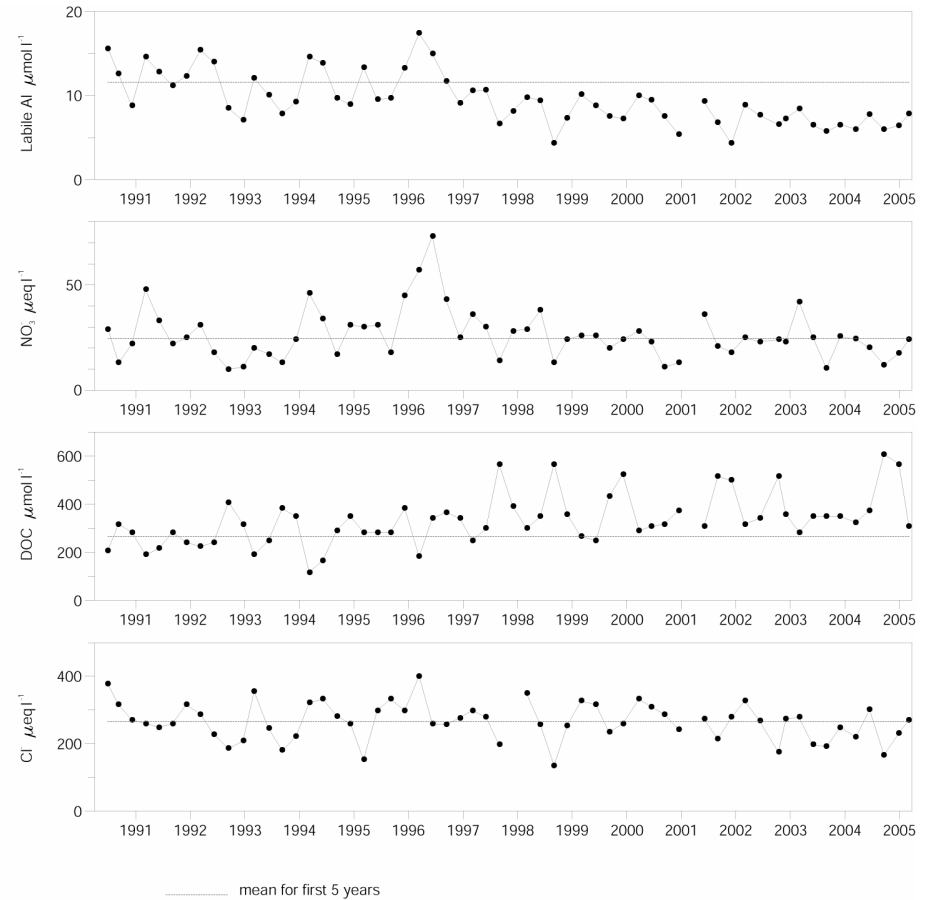 20
10
0
Labile Al μmol l⁻¹
1991 1992 1993 1994 1995 1996 1997 1998 1999 2000 2001 2002 2003 2004 2005
50
0
NO₃⁻ μeq l⁻¹
1991 1992 1993 1994 1995 1996 1997 1998 1999 2000 2001 2002 2003 2004 2005
600
400
200
0
DOC μmol l⁻¹
1991 1992 1993 1994 1995 1996 1997 1998 1999 2000 2001 2002 2003 2004 2005
400
200
0
Cl⁻ μeq l⁻¹
1991 1992 1993 1994 1995 1996 1997 1998 1999 2000 2001 2002 2003 2004 2005
mean for first 5 years